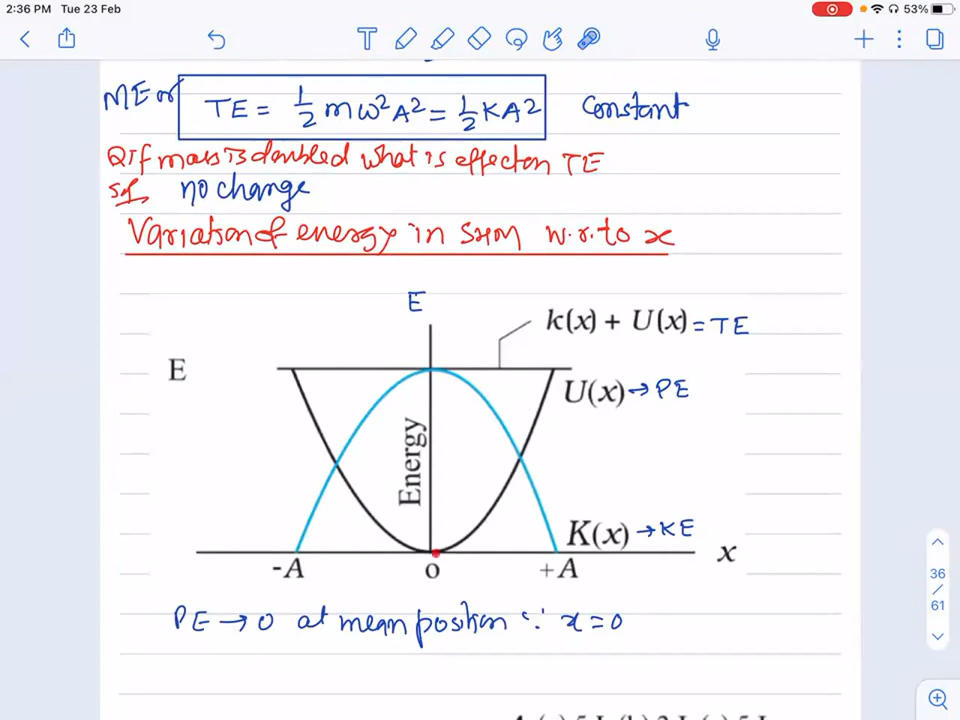 2:36 PM Tue 23 Feb 53%
ME or TE = 1/2 mω²A² = 1/2 KA² Constant
Q If mass is doubled what is effect on TE
Sol. no change
Variation of energy in SHM w.r. to x
E
k(x) + U(x) = TE
E
U(x) → PE
Energy
K(x) → KE
-A o +A x
PE → 0 at mean position ∵ x = 0
36
/
61